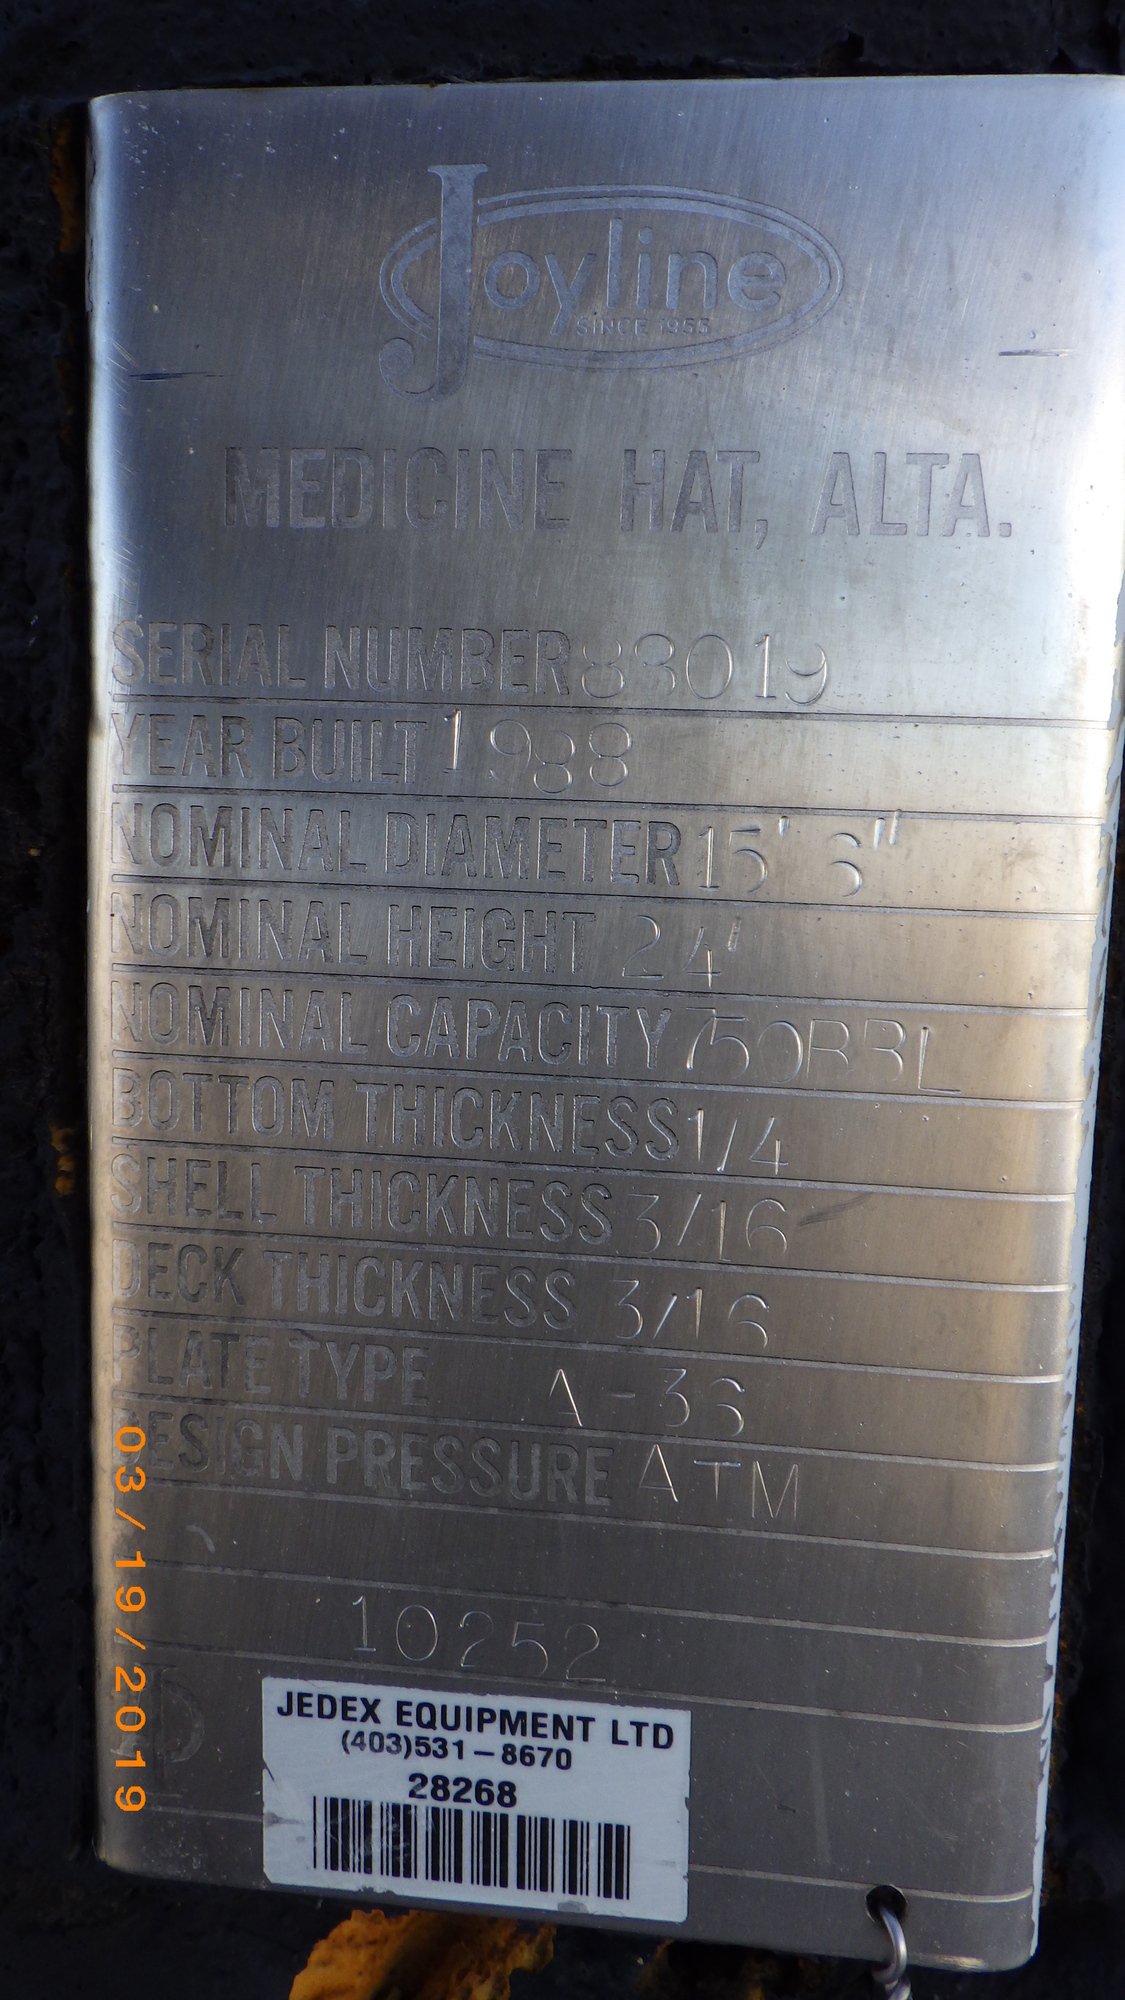 Joyline
SINCE 1955
MEDICINE HAT, ALTA.
SERIAL NUMBER 88019
YEAR BUILT 1988
NOMINAL DIAMETER 15' 6"
NOMINAL HEIGHT 24'
NOMINAL CAPACITY 750BBL
BOTTOM THICKNESS 1/4
SHELL THICKNESS 3/16
DECK THICKNESS 3/16
PLATE TYPE A-36
DESIGN PRESSURE ATM
10252
JEDEX EQUIPMENT LTD
(403)531-8670
28268
03/19/2019